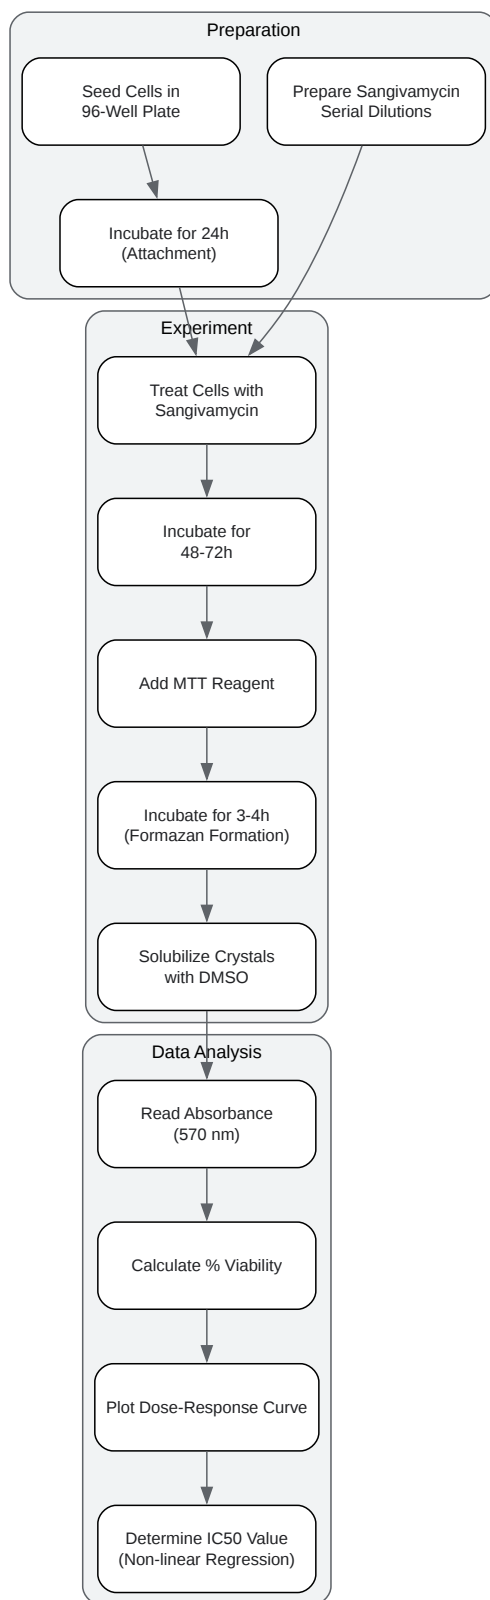 Preparation
Seed Cells in
96-Well Plate
Prepare Sangivamycin
Serial Dilutions
Incubate for 24h
(Attachment)
Experiment
Treat Cells with
Sangivamycin
Incubate for
48-72h
Add MTT Reagent
Incubate for 3-4h
(Formazan Formation)
Solubilize Crystals
with DMSO
Data Analysis
Read Absorbance
(570 nm)
Calculate % Viability
Plot Dose-Response Curve
Determine IC50 Value
(Non-linear Regression)